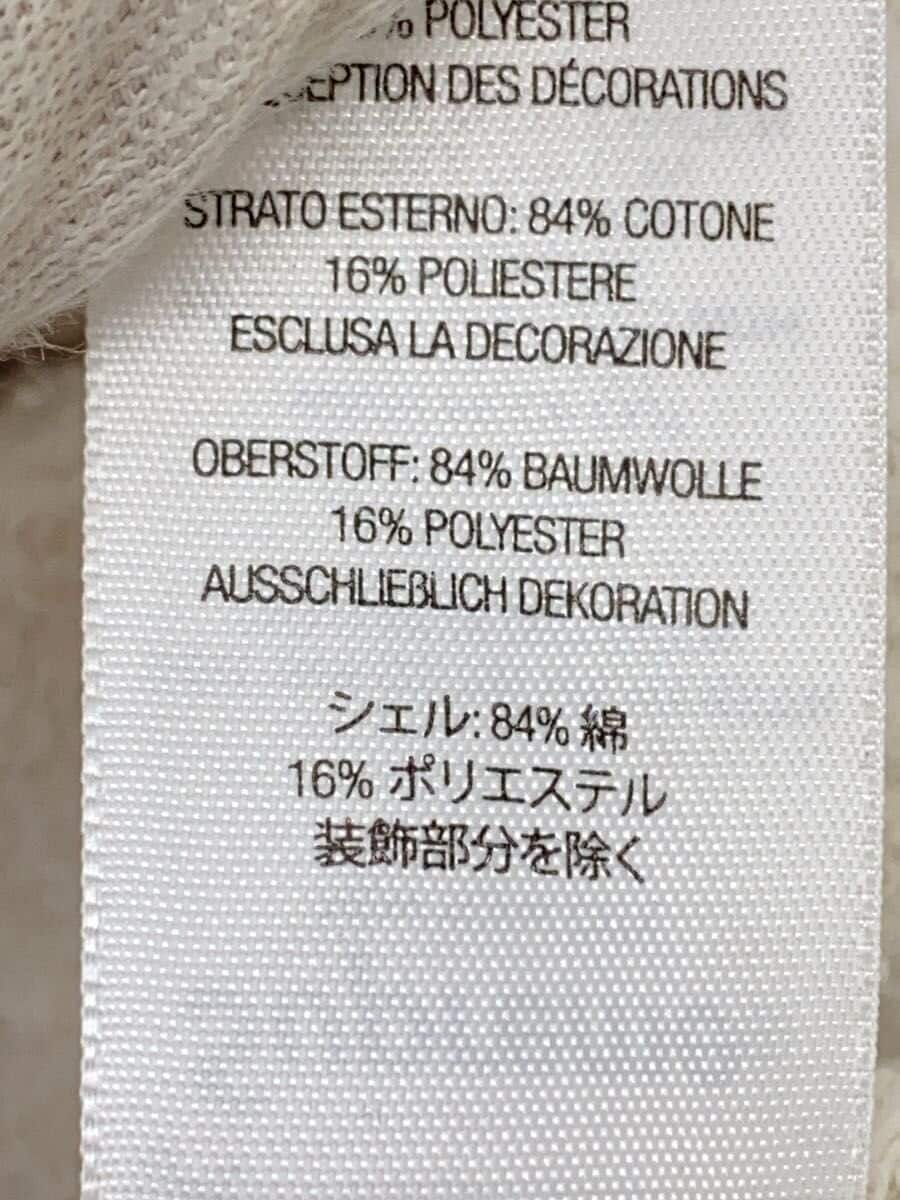 % POLYESTER
DES DÉCORATIONS
STRATO ESTERNO: 84% COTONE
16% POLIESTERE
ESCLUSA LA DECORAZIONE
OBERSTOFF: 84% BAUMWOLLE
16% POLYESTER
AUSSCHLIEẞLICH DEKORATION
シェル: 84% 綿
16% ポリエステル
装飾部分を除く